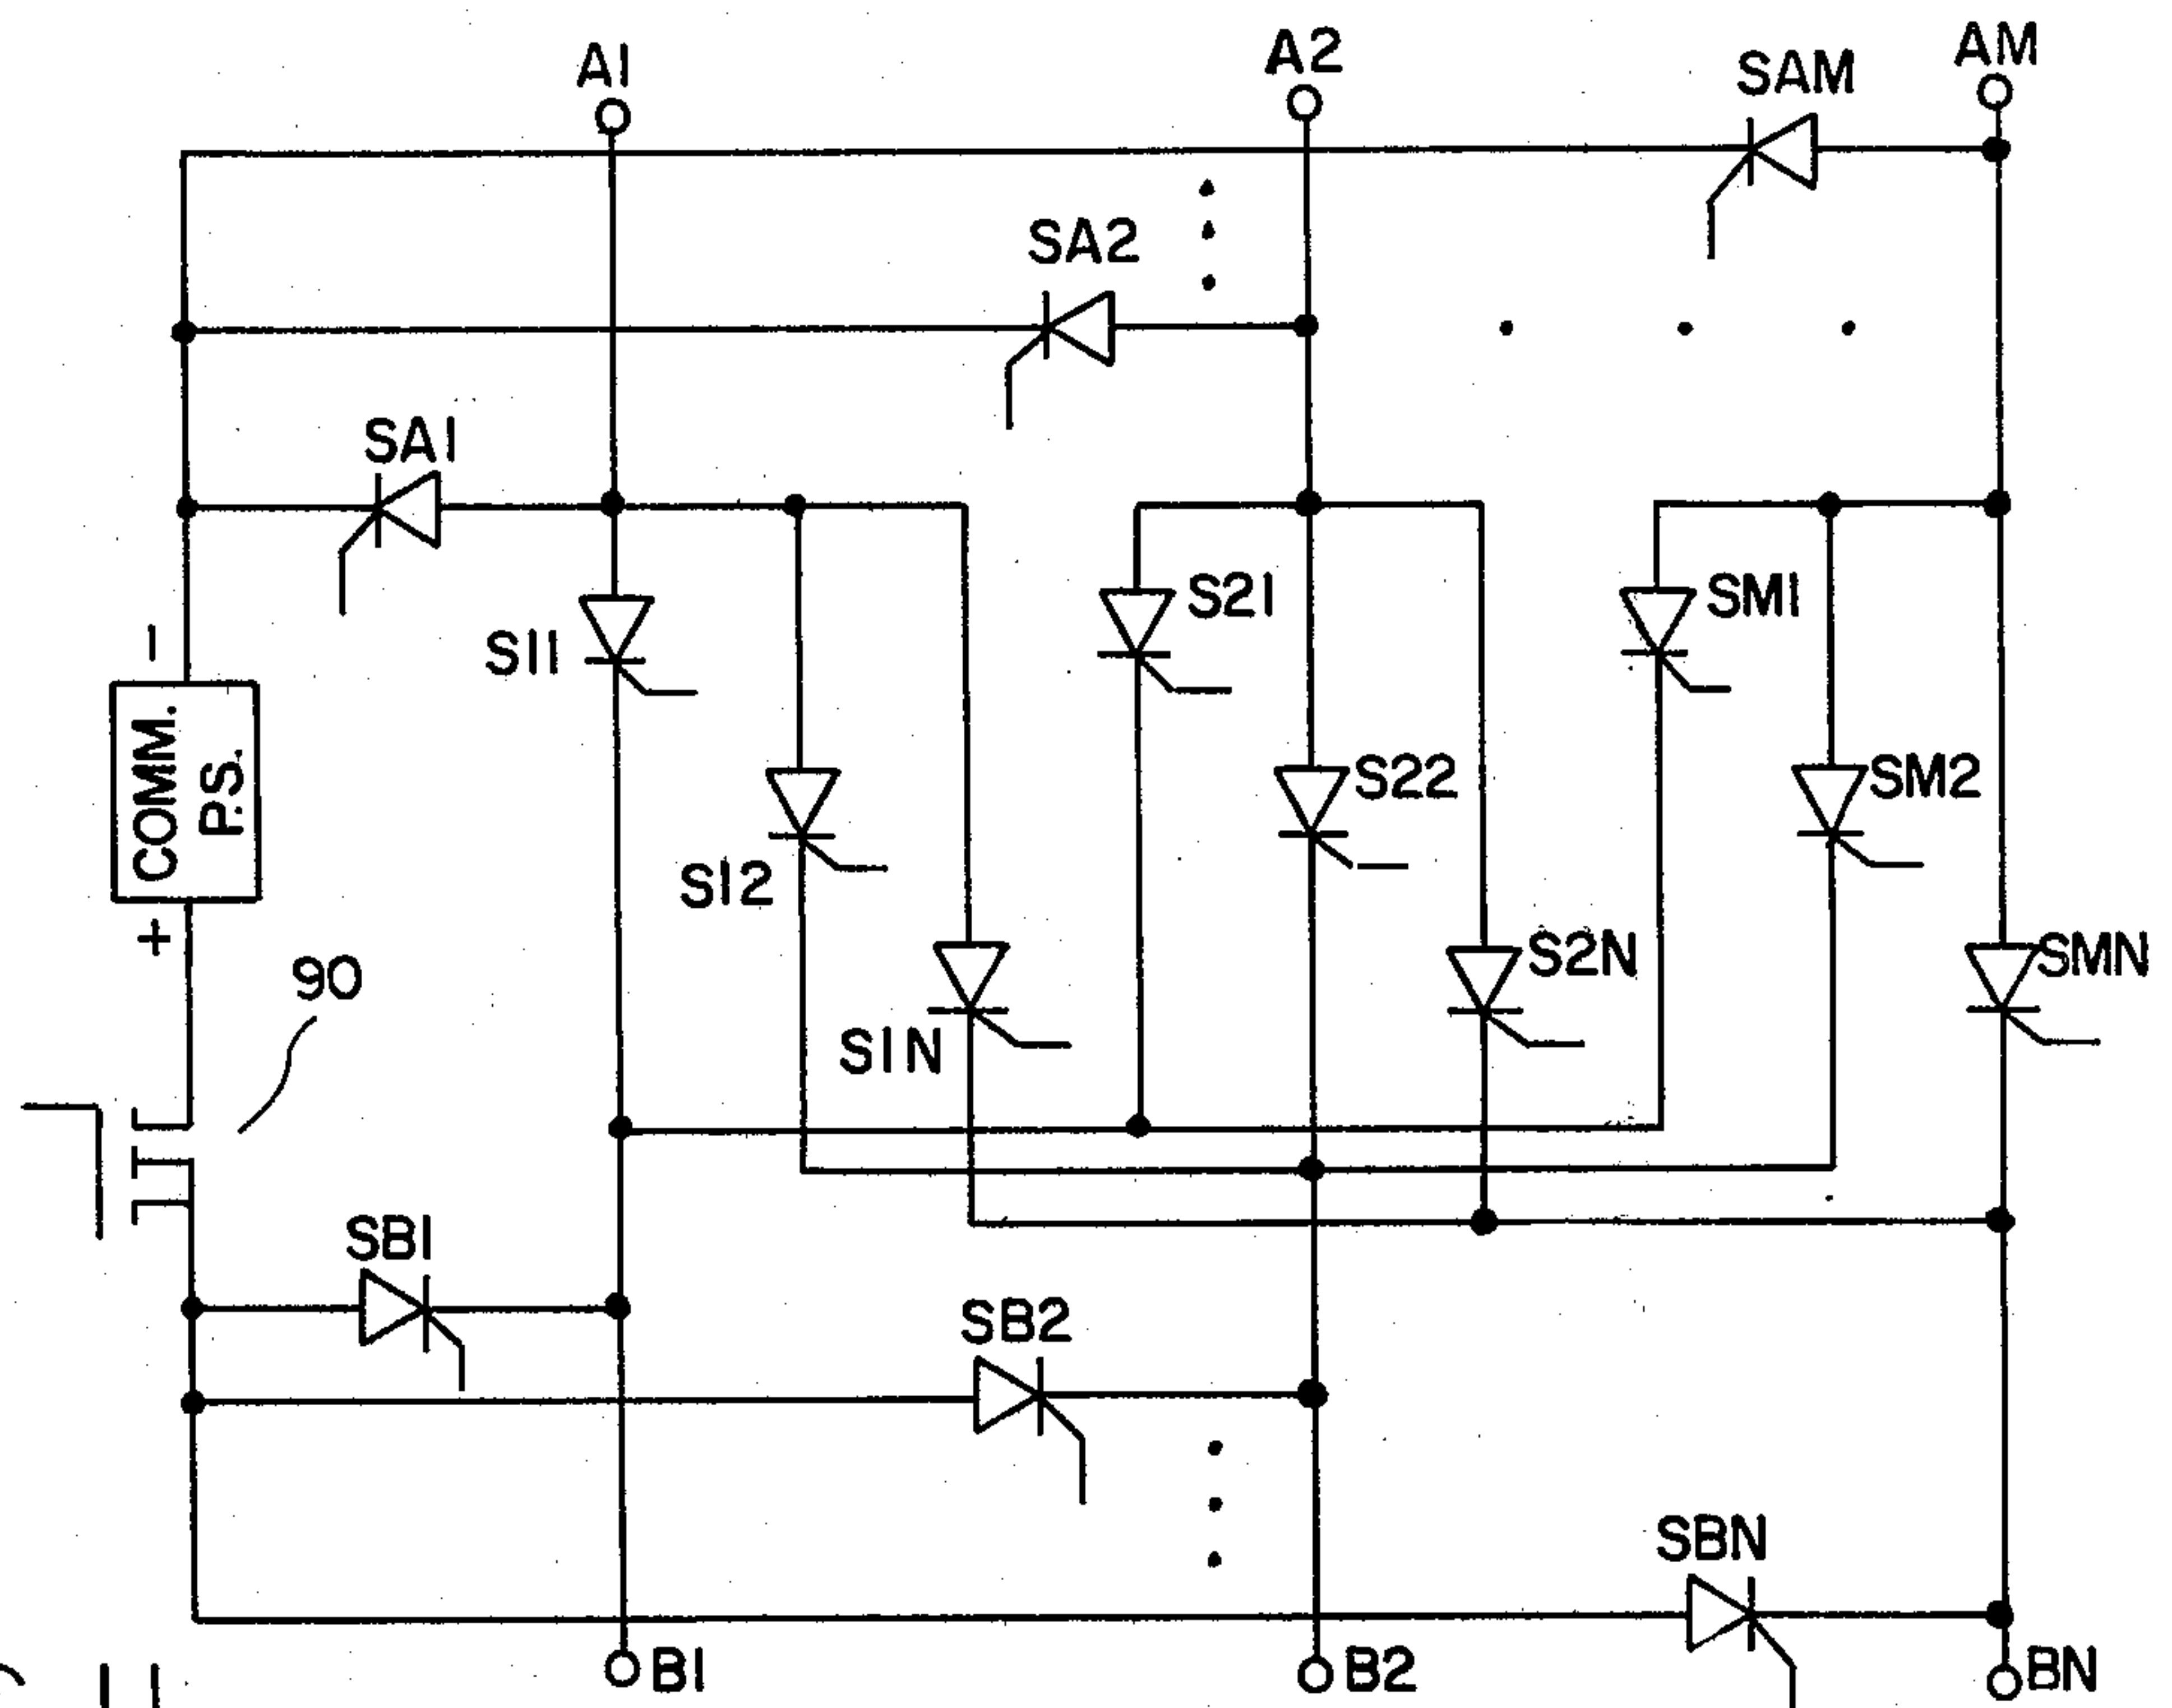 A1
A2
AM
SAM
SA2
SA1
S11
S21
SM1
COMM.
P.S.
−
+
S12
S22
SM2
90
S1N
S2N
SMN
SB1
SB2
SBN
B1
B2
BN